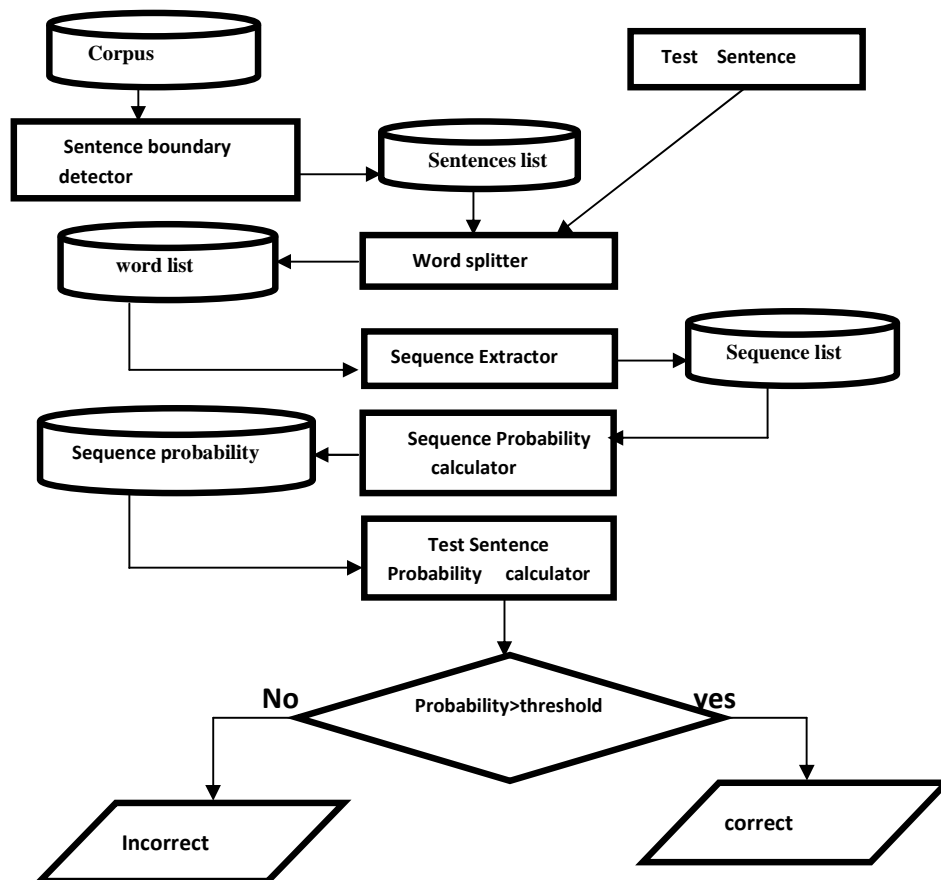 Corpus
Test Sentence
Sentence boundary
detector
Sentences list
word list
Word splitter
Sequence Extractor
Sequence list
Sequence probability
Sequence Probability
calculator
Test Sentence
Probability calculator
No
Probability>threshold
yes
Incorrect
correct